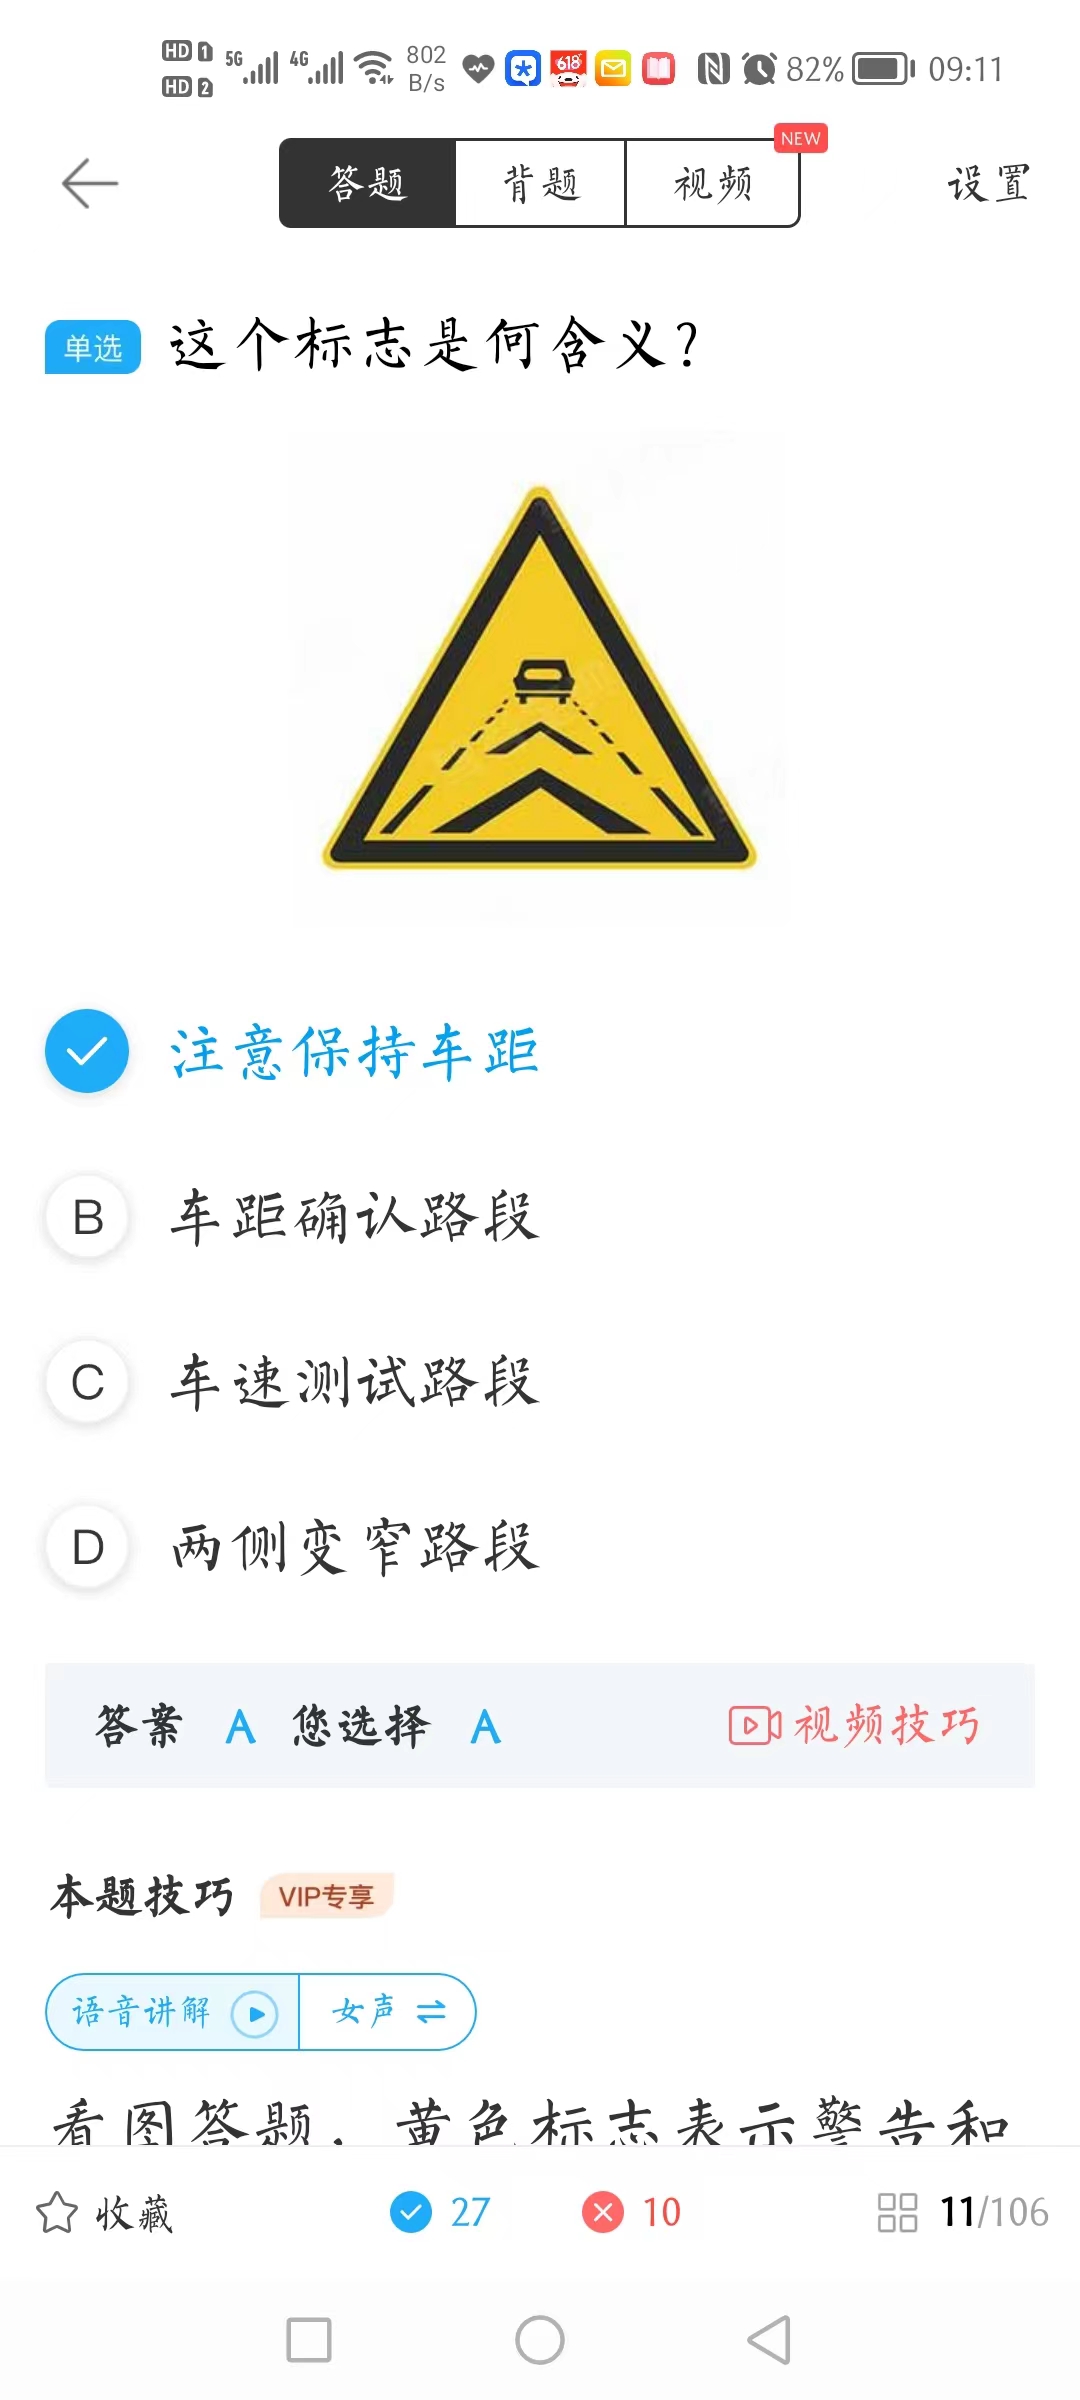 HD 1 5G 4G 802 618 82% 09:11
HD 2 B/s
NEW
答题 背题 视频 设置
单选 这个标志是何含义?
注意保持车距
B 车距确认路段
C 车速测试路段
D 两侧变窄路段
答案 A 您选择 A 视频技巧
本题技巧 VIP专享
语音讲解 女声
看图答题，黄色标志表示警告和
收藏 27 10 11/106